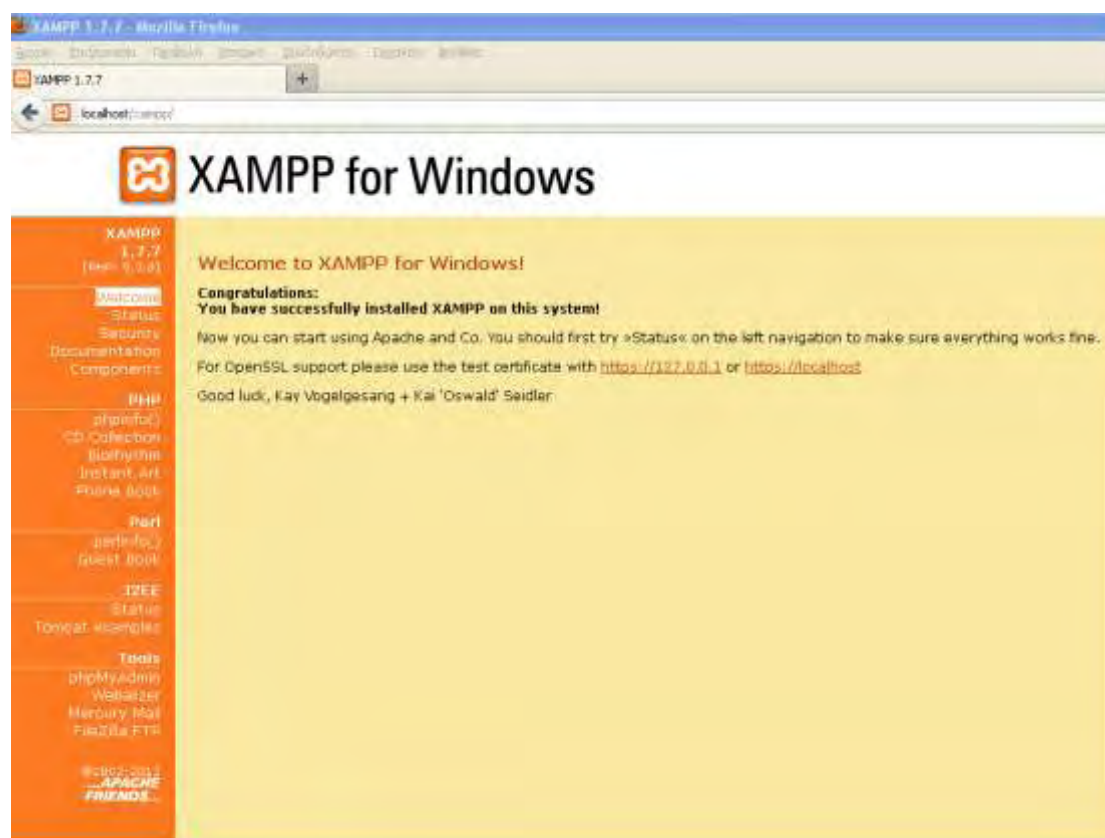 XAMPP 1.7.7 - Mozilla Firefox
XAMPP 1.7.7
localhost/xampp/
XAMPP for Windows
XAMPP
1.7.7
Welcome
Status
Security
Documentation
Components
PHP
phpinfo()
CD Collection
Biorhythm
Instant Art
Phone Book
Perl
perlinfo()
Guest Book
J2EE
Status
Tomcat examples
Tools
phpMyAdmin
Webalizer
Mercury Mail
FileZilla FTP
...APACHE
FRIENDS...
Welcome to XAMPP for Windows!
Congratulations:
You have successfully installed XAMPP on this system!
Now you can start using Apache and Co. You should first try »Status« on the left navigation to make sure everything works fine.
For OpenSSL support please use the test certificate with https://127.0.0.1 or https://localhost
Good luck, Kay Vogelgesang + Kai 'Oswald' Seidler